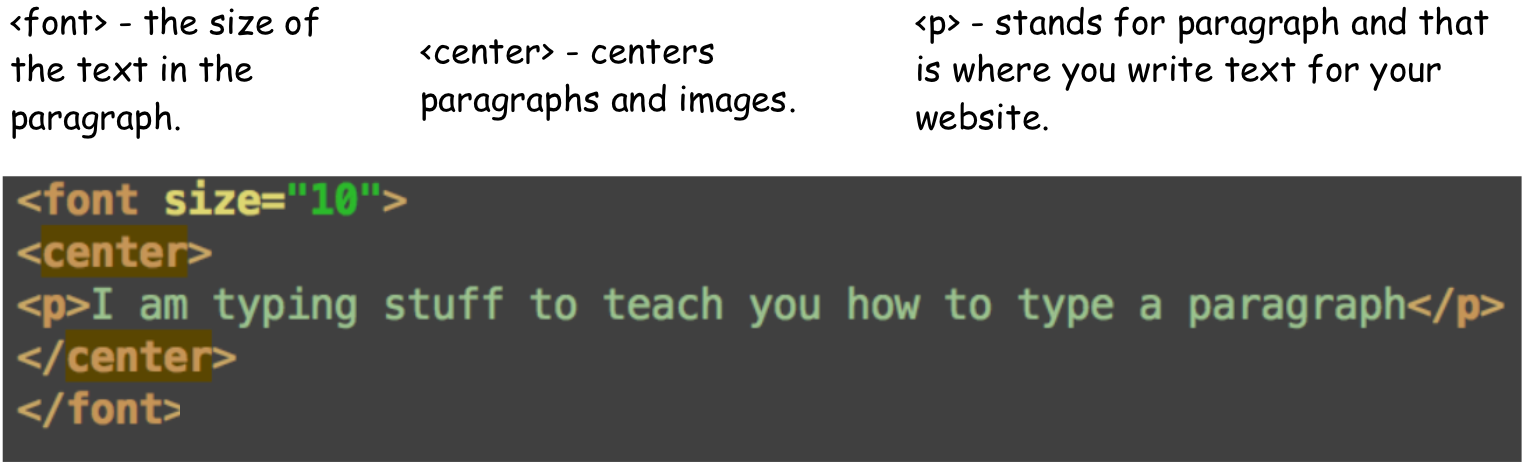 <font> - the size of
the text in the
paragraph.
<center> - centers
paragraphs and images.
<p> - stands for paragraph and that
is where you write text for your
website.
<font size="10">
<center>
<p>I am typing stuff to teach you how to type a paragraph</p>
</center>
</font>